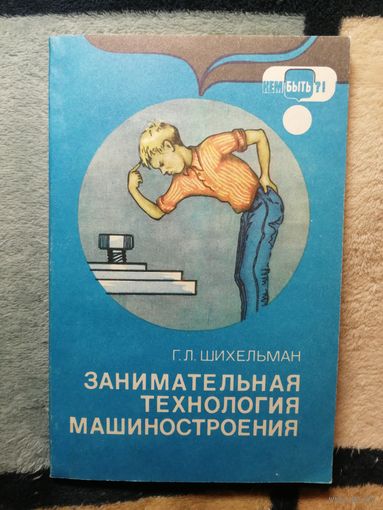 КЕМ БЫТЬ?!
Г. Л. ШИХЕЛЬМАН
ЗАНИМАТЕЛЬНАЯ
ТЕХНОЛОГИЯ
МАШИНОСТРОЕНИЯ